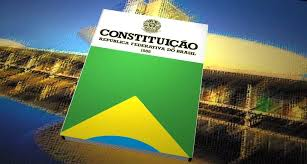 CONSTITUIÇÃO
REPÚBLICA FEDERATIVA DO BRASIL
1988